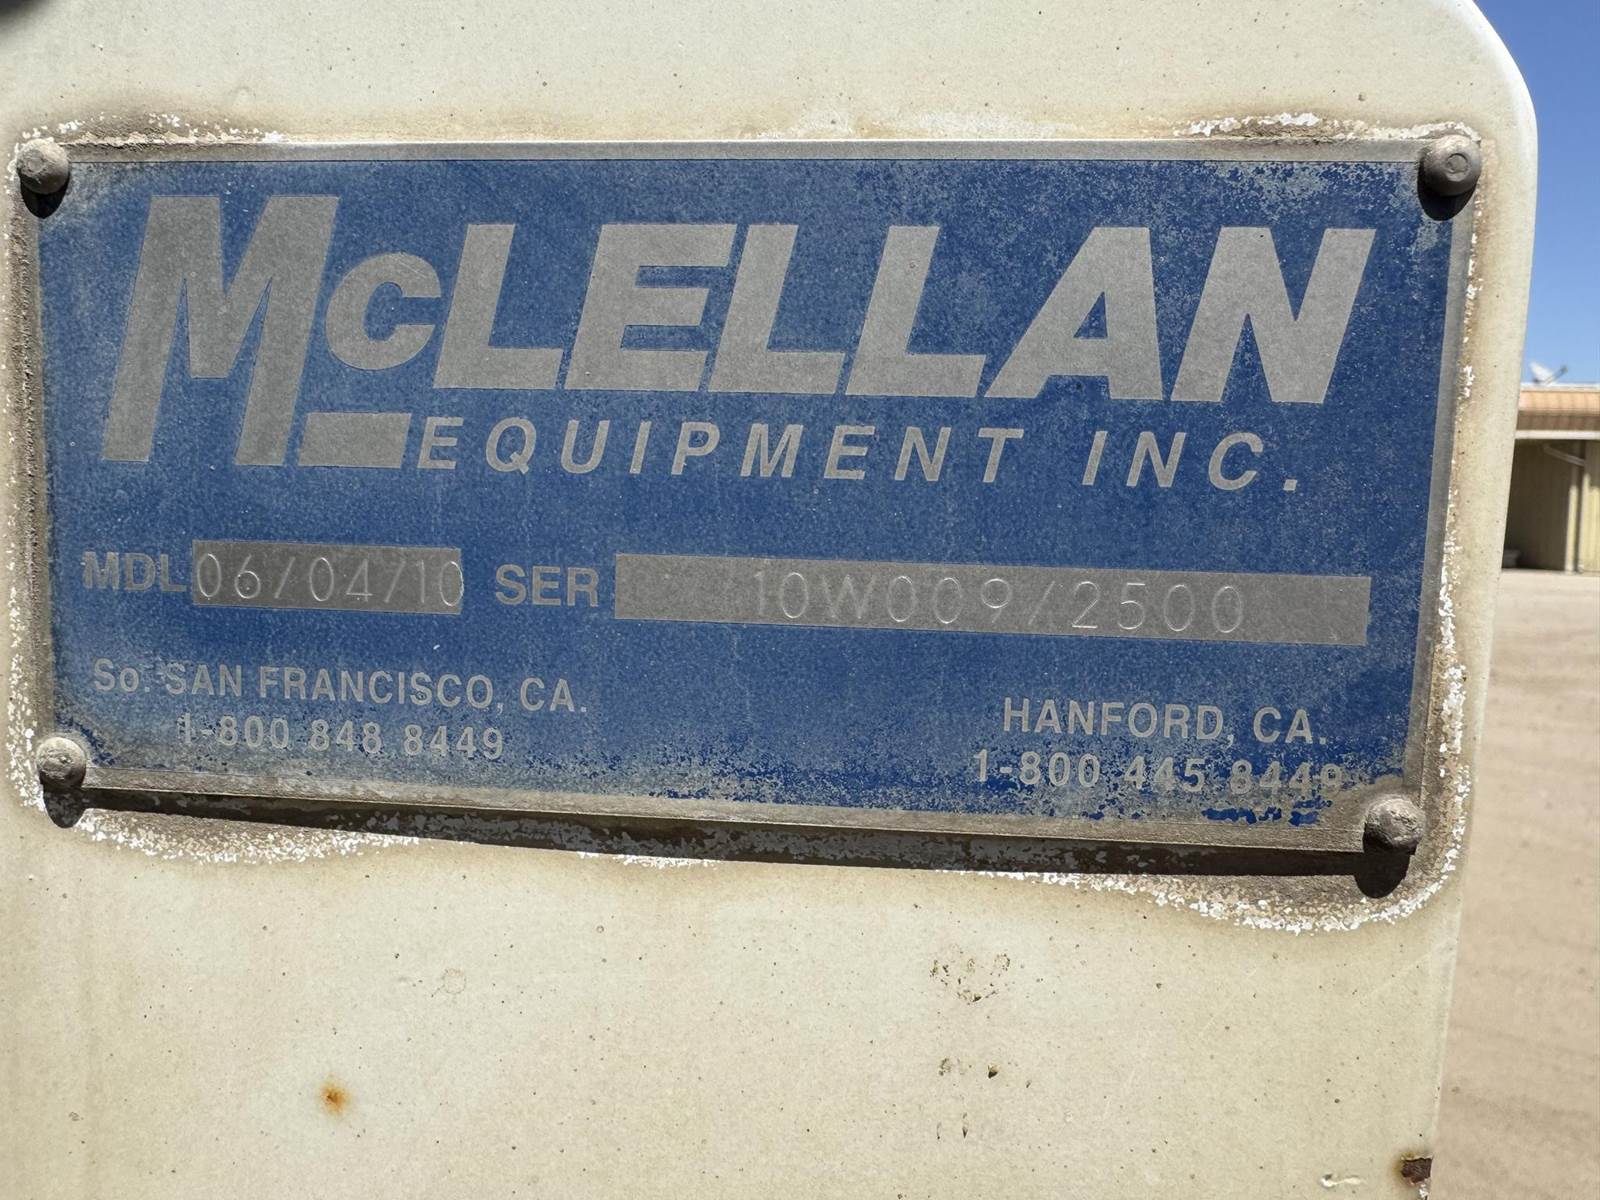 McLELLAN
EQUIPMENT INC.
MDL 06/04/10 SER 10W009/2500
So. SAN FRANCISCO, CA.
1-800 848 8449
HANFORD, CA.
1-800 445 8449